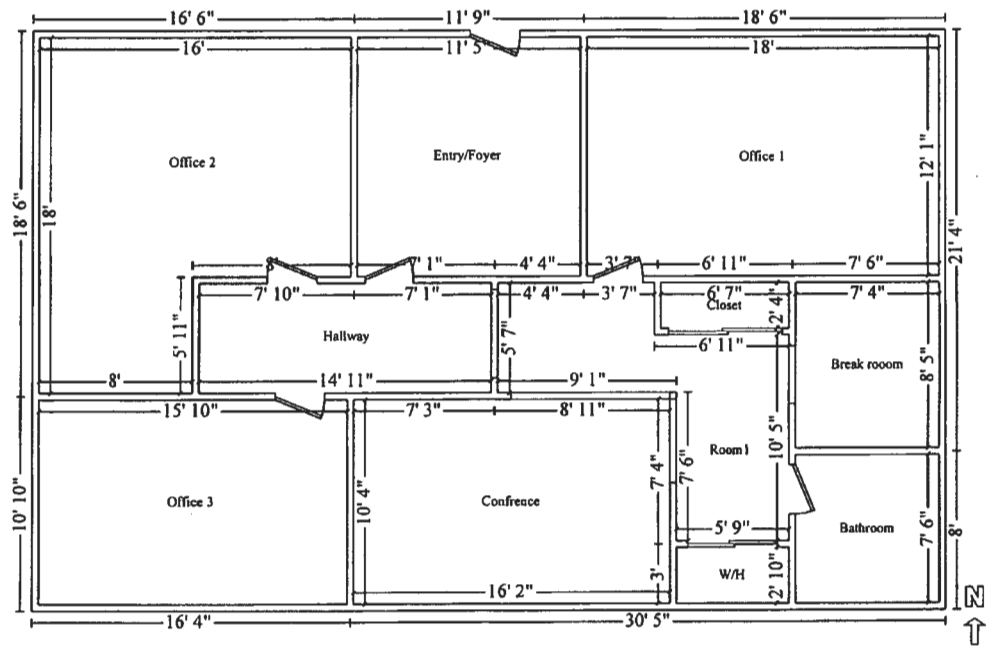 16' 6" 11' 9" 18' 6"
16' 11' 5" 18'
Office 2
Entry/Foyer
Office 1
12' 1"
18' 6"
18'
21' 4"
4' 4" 6' 11" 7' 6"
7' 10" 7' 1" 4' 4" 3' 7" 6' 7" 7' 4"
Closet
2' 4"
5' 11"
Hallway
5' 7"
6' 11"
Break rooom
8' 5"
8' 14' 11" 9' 1"
15' 10" 7' 3" 8' 11"
10' 10"
Office 3
10' 4"
Confrence
7' 4"
7' 6"
Room1
10' 5"
5' 9"
Bathroom
7' 6"
8'
16' 2"
3'
W/H
2' 10"
16' 4" 30' 5"
N